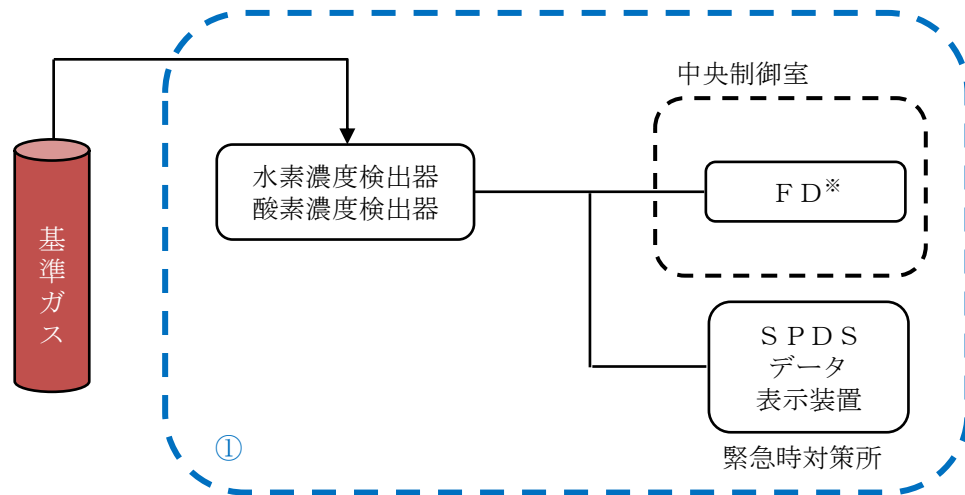 基準ガス
水素濃度検出器
酸素濃度検出器
中央制御室
ＦＤ※
ＳＰＤＳ
データ
表示装置
緊急時対策所
①